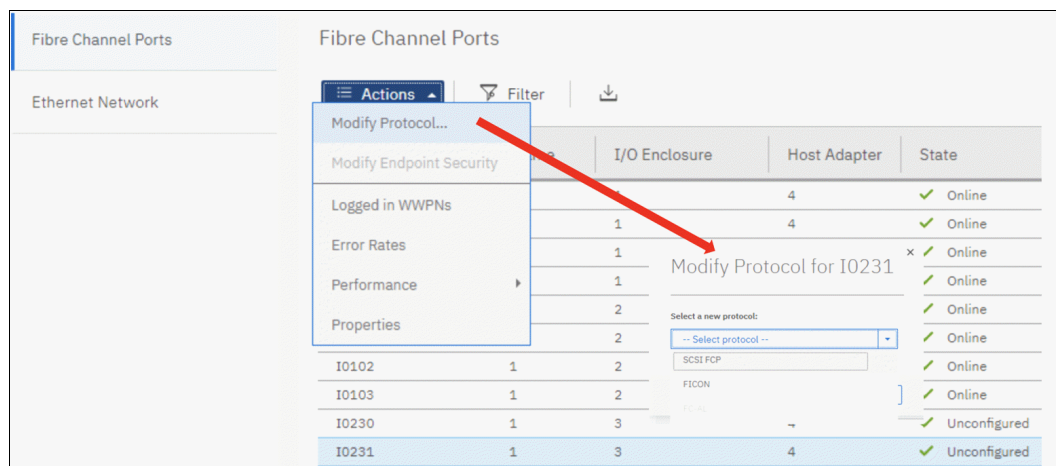 Fibre Channel Ports
Ethernet Network
Fibre Channel Ports
Actions
Filter
Modify Protocol...
Modify Endpoint Security
Logged in WWPNs
Error Rates
Performance
Properties
I/O Enclosure Host Adapter State
4 Online
1 4 Online
1 Online
1 Online
2 Online
2 Online
I0102 1 2 Online
I0103 1 2 Online
I0230 1 3 Unconfigured
I0231 1 3 4 Unconfigured
Modify Protocol for I0231
Select a new protocol:
-- Select protocol --
SCSI FCP
FICON